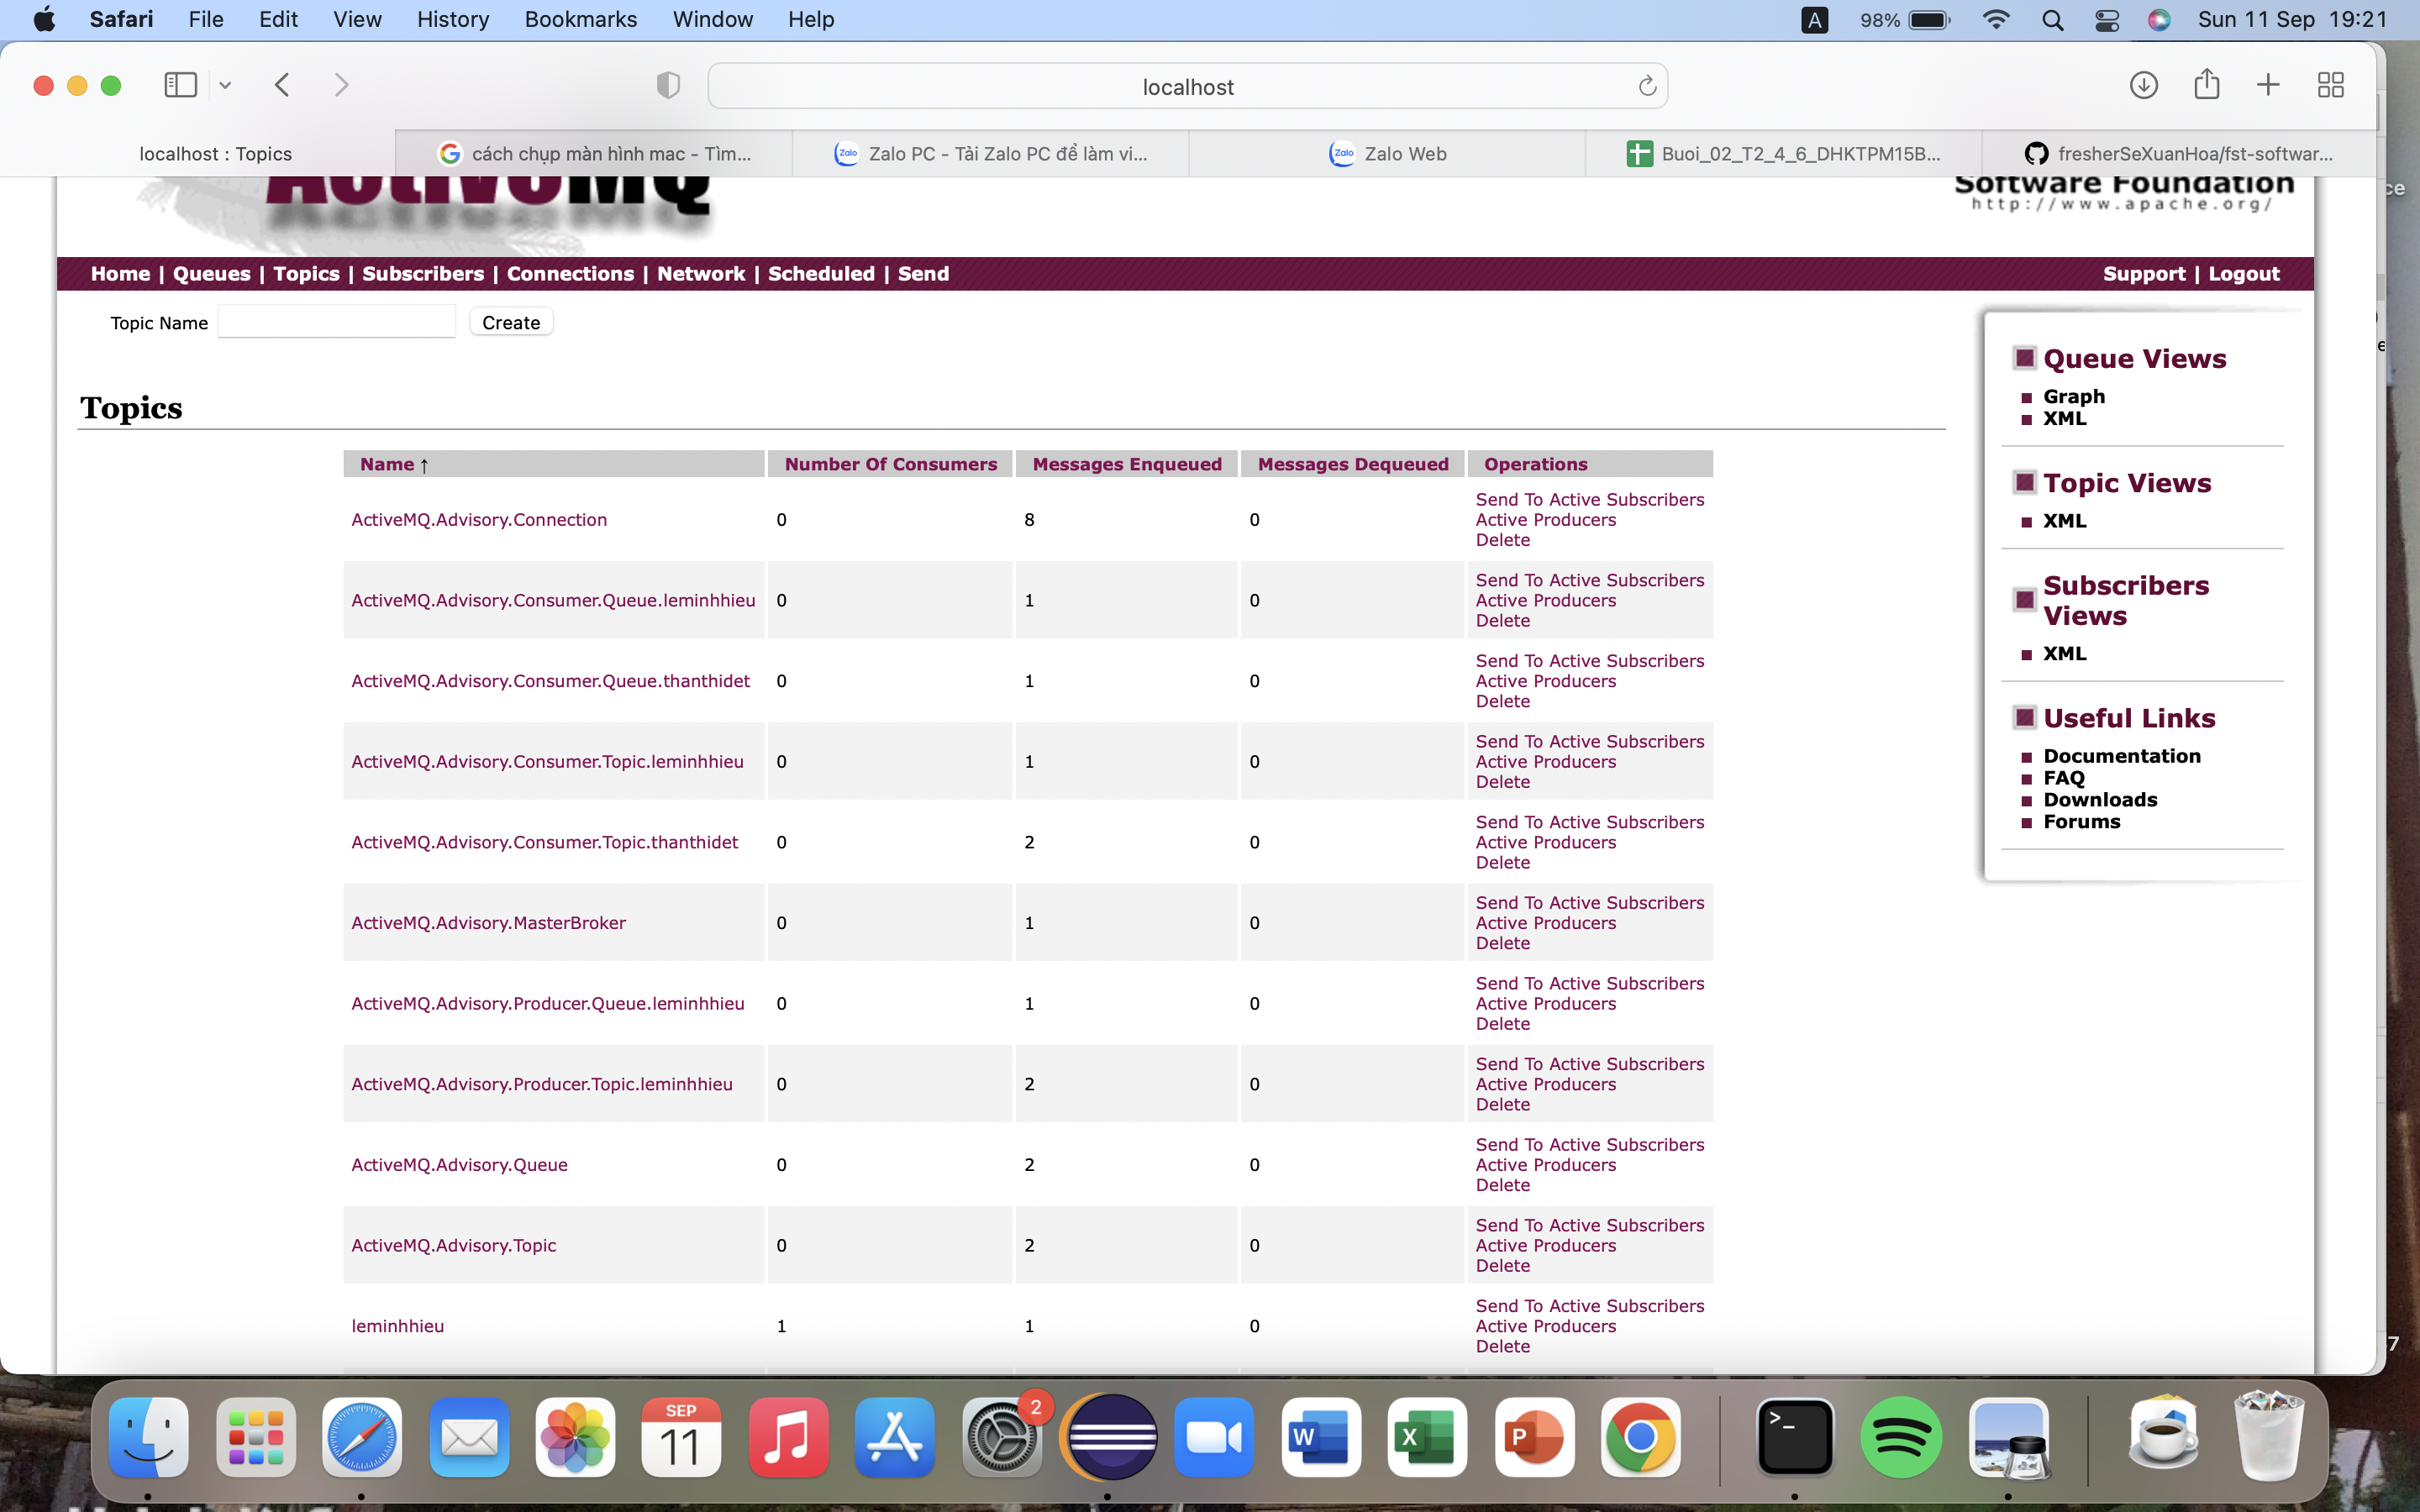 Safari File Edit View History Bookmarks Window Help A 98% Sun 11 Sep 19:21
localhost
localhost : Topics
cách chụp màn hình mac - Tìm...
Zalo PC - Tải Zalo PC để làm vi...
Zalo Web
Buoi_02_T2_4_6_DHKTPM15B...
fresherSeXuanHoa/fst-softwar...
ActiveMQ
Software Foundation
http://www.apache.org/
Home | Queues | Topics | Subscribers | Connections | Network | Scheduled | Send
Support | Logout
Topic Name Create
Topics
Name ↑ Number Of Consumers Messages Enqueued Messages Dequeued Operations
ActiveMQ.Advisory.Connection 0 8 0 Send To Active Subscribers
Active Producers
Delete
ActiveMQ.Advisory.Consumer.Queue.leminhhieu 0 1 0 Send To Active Subscribers
Active Producers
Delete
ActiveMQ.Advisory.Consumer.Queue.thanthidet 0 1 0 Send To Active Subscribers
Active Producers
Delete
ActiveMQ.Advisory.Consumer.Topic.leminhhieu 0 1 0 Send To Active Subscribers
Active Producers
Delete
ActiveMQ.Advisory.Consumer.Topic.thanthidet 0 2 0 Send To Active Subscribers
Active Producers
Delete
ActiveMQ.Advisory.MasterBroker 0 1 0 Send To Active Subscribers
Active Producers
Delete
ActiveMQ.Advisory.Producer.Queue.leminhhieu 0 1 0 Send To Active Subscribers
Active Producers
Delete
ActiveMQ.Advisory.Producer.Topic.leminhhieu 0 2 0 Send To Active Subscribers
Active Producers
Delete
ActiveMQ.Advisory.Queue 0 2 0 Send To Active Subscribers
Active Producers
Delete
ActiveMQ.Advisory.Topic 0 2 0 Send To Active Subscribers
Active Producers
Delete
leminhhieu 1 1 0 Send To Active Subscribers
Active Producers
Delete
Queue Views
Graph
XML
Topic Views
XML
Subscribers
Views
XML
Useful Links
Documentation
FAQ
Downloads
Forums
SEP
11
2
W
X
P
>_